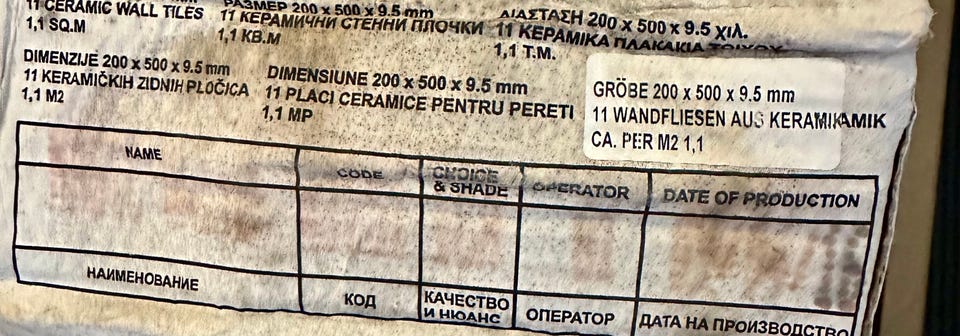 11 CERAMIC WALL TILES
1,1 SQ.M
РАЗМЕР 200 x 500 x 9.5 mm
11 КЕРАМИЧНИ СТЕННИ ПЛОЧКИ
1,1 КВ.М
ΔΙΑΣΤΑΣΗ 200 x 500 x 9.5 χιλ.
11 ΚΕΡΑΜΙΚΑ ΠΛΑΚΑΚΙΑ ΤΟΙΧΟΥ
1,1 Τ.Μ.
DIMENZIJE 200 x 500 x 9.5 mm
11 KERAMIČKIH ZIDNIH PLOČICA
1,1 M2
DIMENSIUNE 200 x 500 x 9.5 mm
11 PLACI CERAMICE PENTRU PERETI
1,1 MP
GRÖBE 200 x 500 x 9.5 mm
11 WANDFLIESEN AUS KERAMIK
CA. PER M2 1,1
NAME
CODE
CHOICE
& SHADE
OPERATOR
DATE OF PRODUCTION
НАИМЕНОВАНИЕ
КОД
КАЧЕСТВО
И НЮАНС
ОПЕРАТОР
ДАТА НА ПРОИЗВОДСТВО